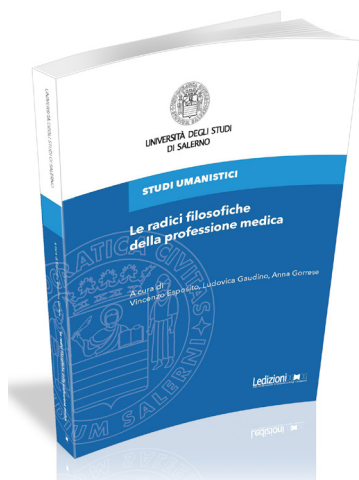 UNIVERSITÀ DEGLI STUDI
DI SALERNO
STUDI UMANISTICI
Le radici filosofiche
della professione medica
A cura di
Vincenzo Esposito, Ludovica Gaudino, Anna Gorrese
Ledizioni